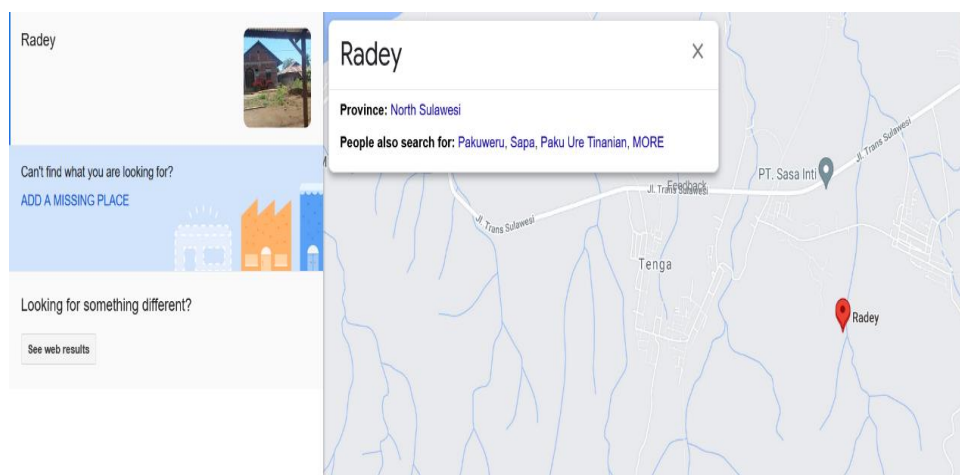 Radey
Can't find what you are looking for?
ADD A MISSING PLACE
Looking for something different?
See web results
Radey
X
Province: North Sulawesi
People also search for: Pakuweru, Sapa, Paku Ure Tinanian, MORE
M
Jl. Trans Sulawesi
PT. Sasa Inti
Feedback
Jl. Trans Sulawesi
Jl. Trans Sulawesi
Tenga
Radey